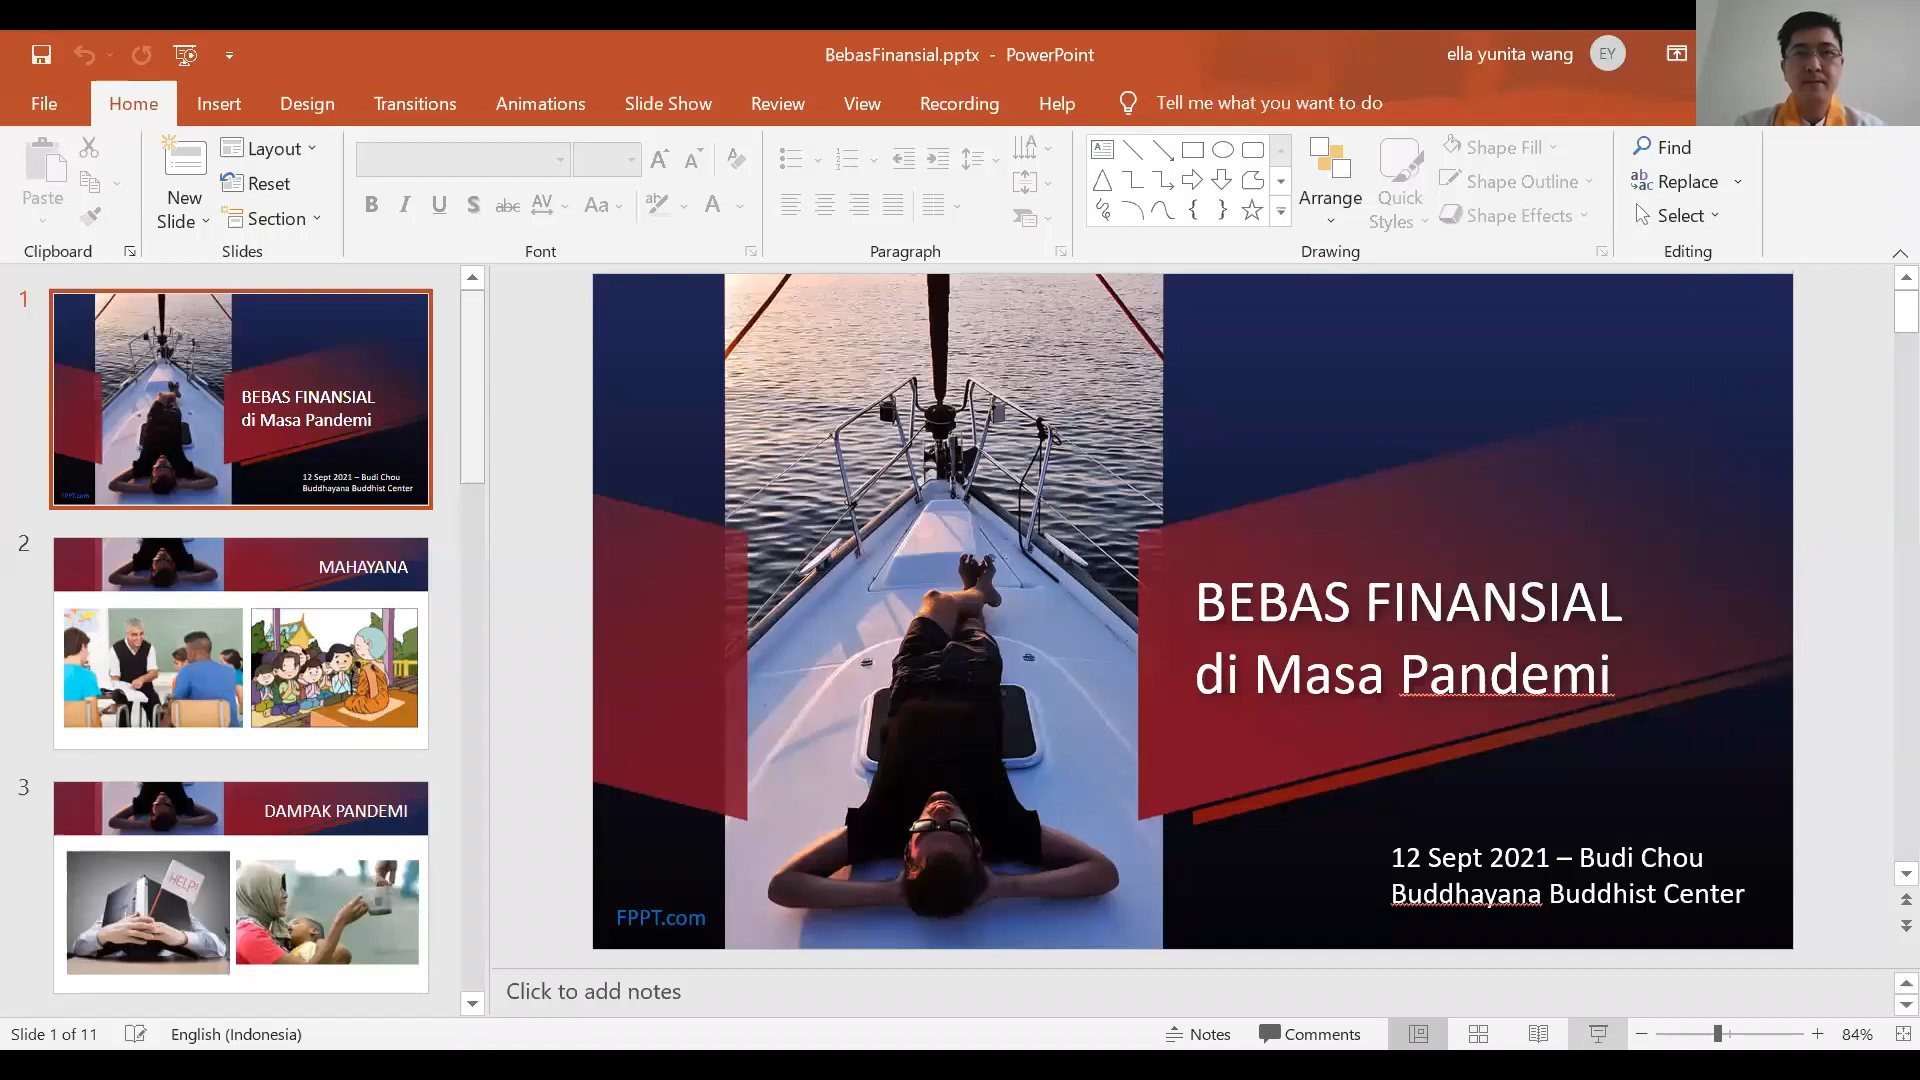 BebasFinansial.pptx - PowerPoint
ella yunita wang
EY
File
Home
Insert
Design
Transitions
Animations
Slide Show
Review
View
Recording
Help
Tell me what you want to do
Paste
New
Slide
Layout
Reset
Section
B I U S abc AV Aa A
Arrange
Quick
Styles
Shape Fill
Shape Outline
Shape Effects
Find
Replace
Select
Clipboard
Slides
Font
Paragraph
Drawing
Editing
1
BEBAS FINANSIAL
di Masa Pandemi
12 Sept 2021 – Budi Chou
Buddhayana Buddhist Center
FPPT.com
2
MAHAYANA
3
DAMPAK PANDEMI
HELP!
BEBAS FINANSIAL
di Masa Pandemi
12 Sept 2021 – Budi Chou
Buddhayana Buddhist Center
FPPT.com
Click to add notes
Slide 1 of 11
English (Indonesia)
Notes
Comments
84%